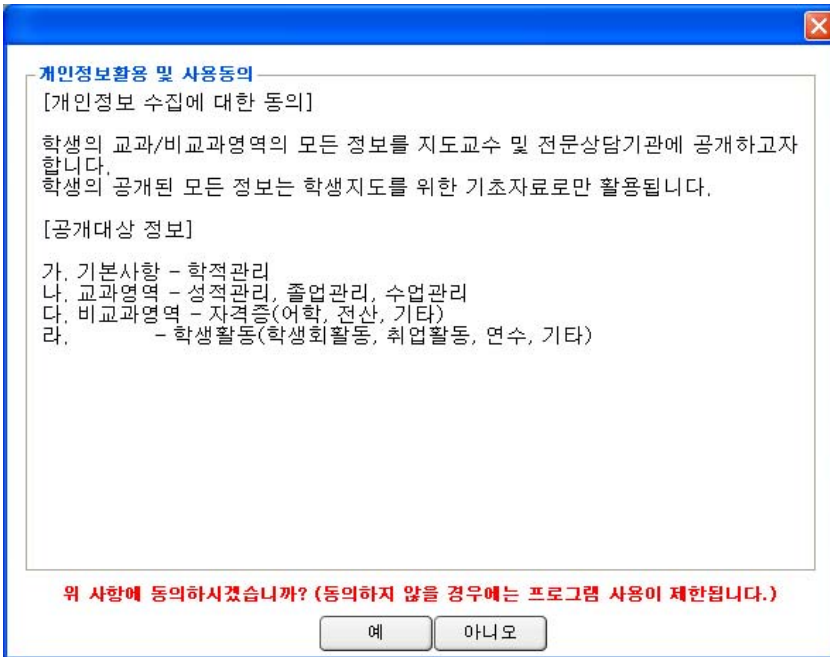 개인정보활용 및 사용동의
[개인정보 수집에 대한 동의]
학생의 교과/비교과영역의 모든 정보를 지도교수 및 전문상담기관에 공개하고자
합니다.
학생의 공개된 모든 정보는 학생지도를 위한 기초자료로만 활용됩니다.
[공개대상 정보]
가. 기본사항 - 학적관리
나. 교과영역 - 성적관리, 졸업관리, 수업관리
다. 비교과영역 - 자격증(어학, 전산, 기타)
라. - 학생활동(학생회활동, 취업활동, 연수, 기타)
위 사항에 동의하시겠습니까? (동의하지 않을 경우에는 프로그램 사용이 제한됩니다.)
예 아니오